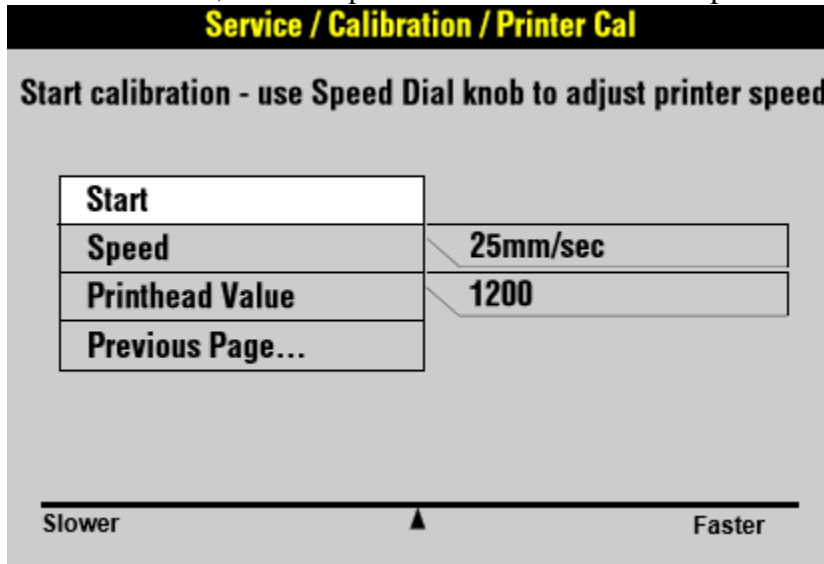 Service / Calibration / Printer Cal
Start calibration - use Speed Dial knob to adjust printer speed
Start
Speed 25mm/sec
Printhead Value 1200
Previous Page...
Slower Faster